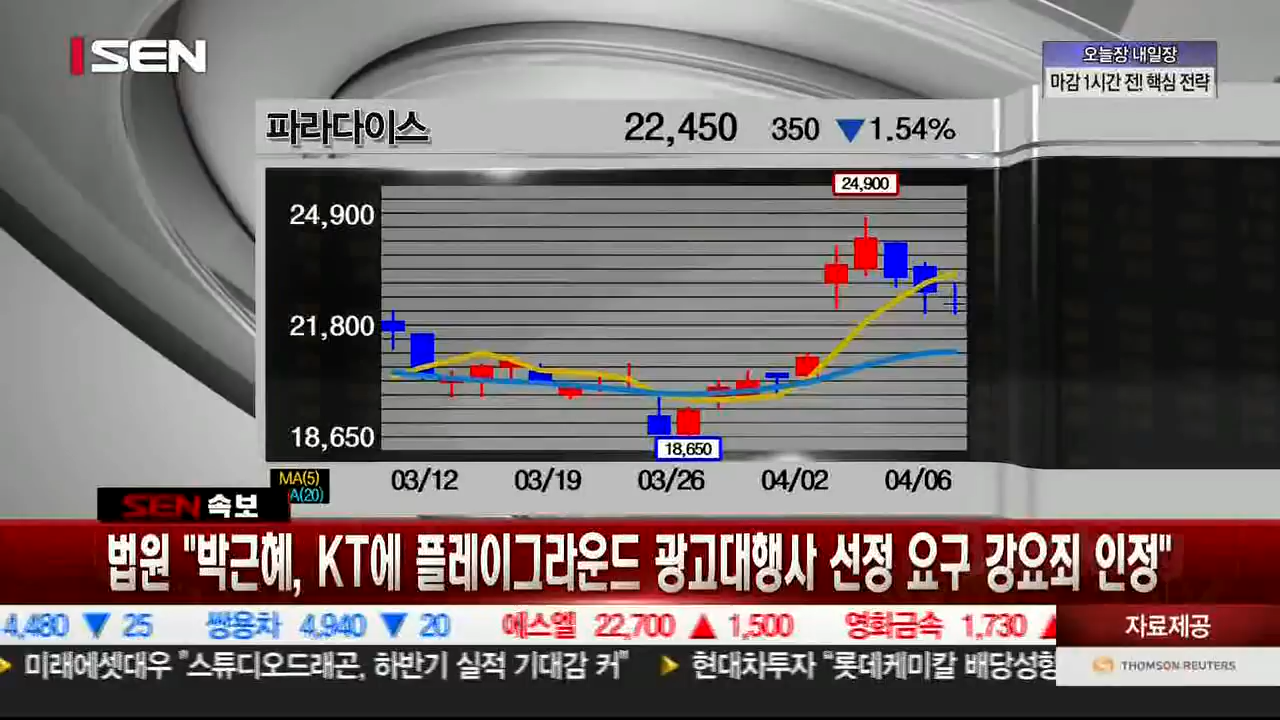 SEN
오늘장 내일장
마감 1시간 전! 핵심 전략
파라다이스 22,450 350 ▼1.54%
24,900
24,900
21,800
18,650
18,650
MA(5)
A(20)
03/12 03/19 03/26 04/02 04/06
SEN 속보
법원 "박근혜, KT에 플레이그라운드 광고대행사 선정 요구 강요죄 인정"
4,480 ▼ 25 쌍용차 4,940 ▼ 20 에스엘 22,700 ▲ 1,500 영화금속 1,730 ▲
자료제공
미래에셋대우 "스튜디오드래곤, 하반기 실적 기대감 커" 현대차투자 "롯데케미칼 배당성향
THOMSON REUTERS